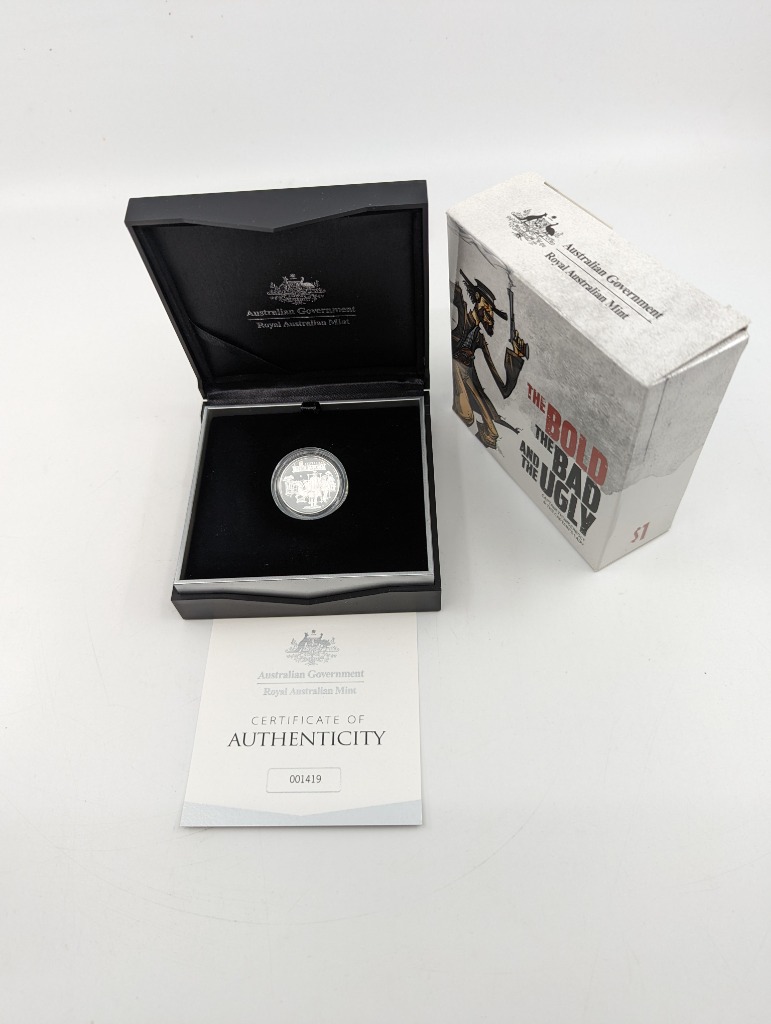 Australian Government
Royal Australian Mint
Australian Government
Royal Australian Mint
THE BOLD
THE BAD
AND
THE UGLY
$1
Australian Government
Royal Australian Mint
CERTIFICATE OF
AUTHENTICITY
001419